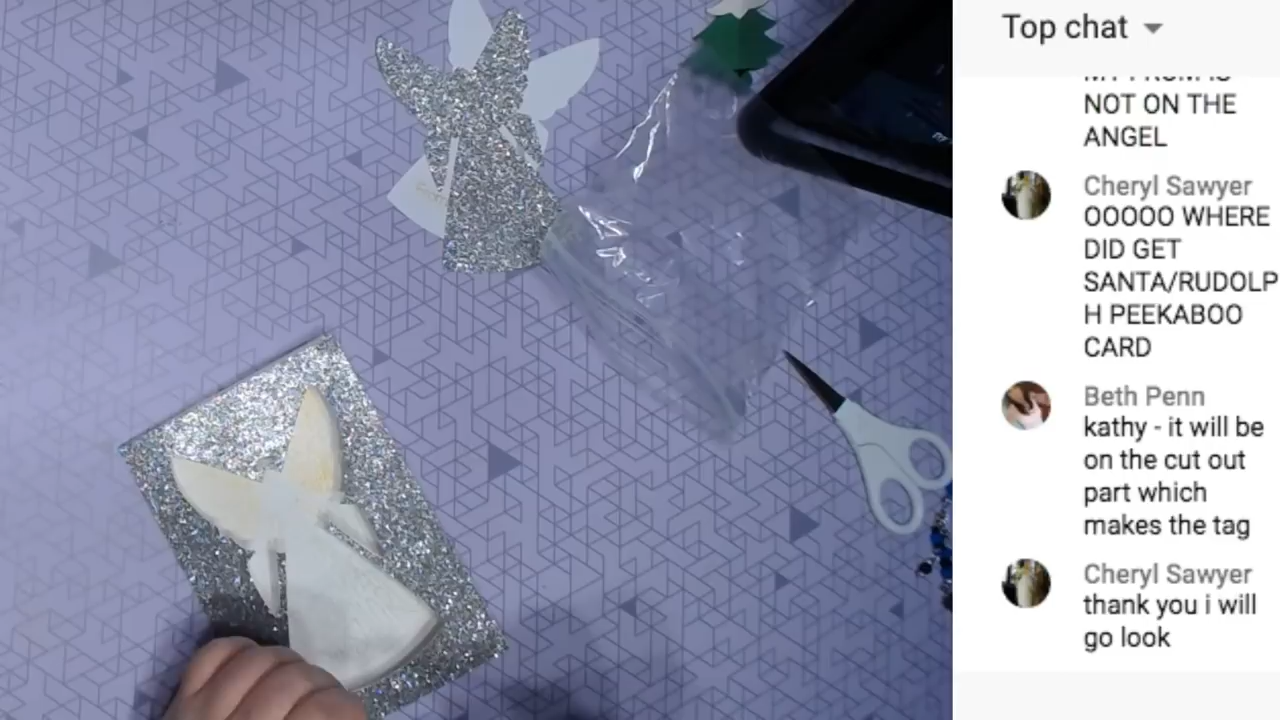 Top chat
NOT ON THE
ANGEL
Cheryl Sawyer
OOOOO WHERE
DID GET
SANTA/RUDOLP
H PEEKABOO
CARD
Beth Penn
kathy - it will be
on the cut out
part which
makes the tag
Cheryl Sawyer
thank you i will
go look